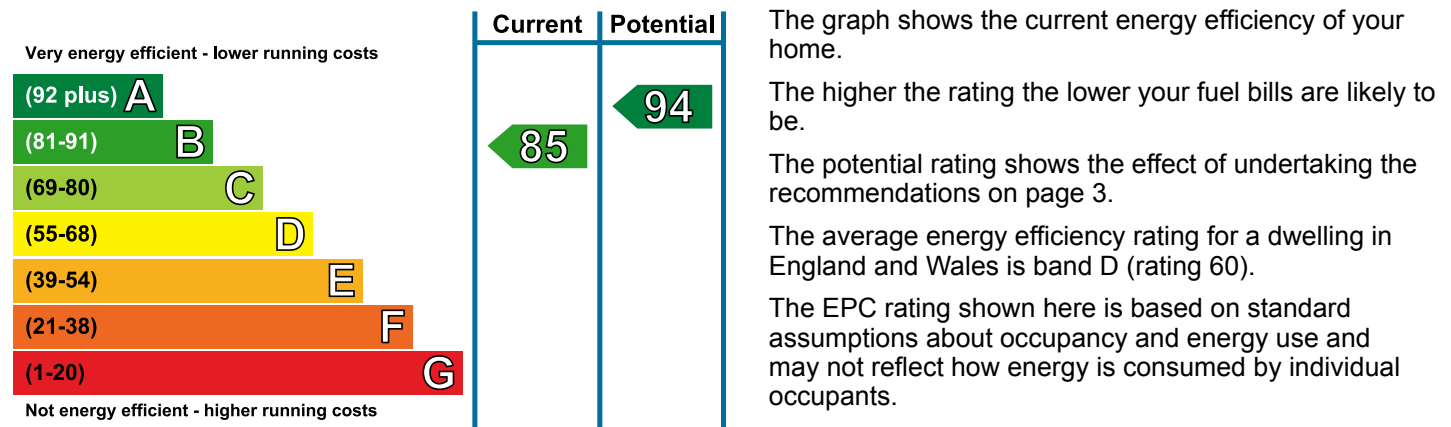 Current Potential
Very energy efficient - lower running costs
(92 plus) A
(81-91) B
(69-80) C
(55-68) D
(39-54) E
(21-38) F
(1-20) G
Not energy efficient - higher running costs
94
85
The graph shows the current energy efficiency of your
home.
The higher the rating the lower your fuel bills are likely to
be.
The potential rating shows the effect of undertaking the
recommendations on page 3.
The average energy efficiency rating for a dwelling in
England and Wales is band D (rating 60).
The EPC rating shown here is based on standard
assumptions about occupancy and energy use and
may not reflect how energy is consumed by individual
occupants.